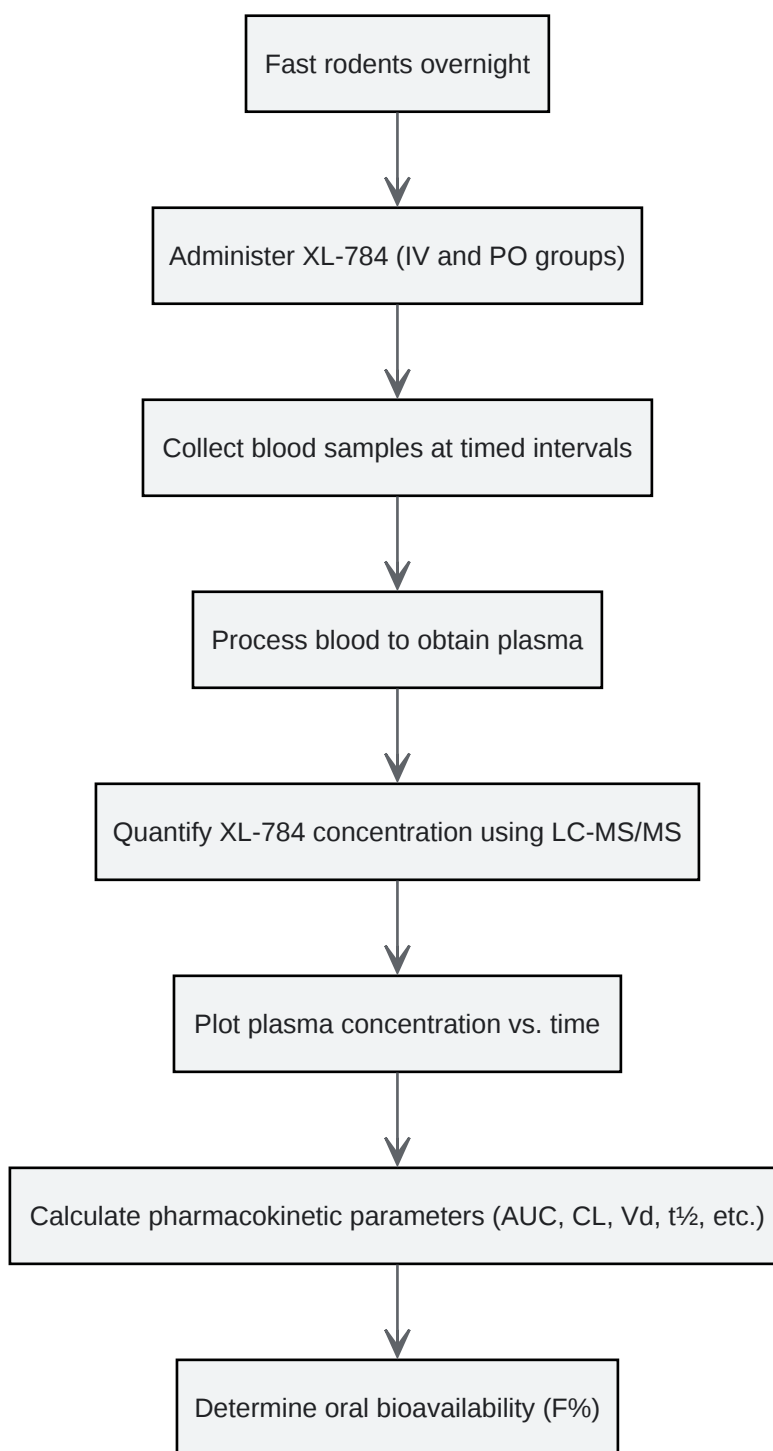 Fast rodents overnight
Administer XL-784 (IV and PO groups)
Collect blood samples at timed intervals
Process blood to obtain plasma
Quantify XL-784 concentration using LC-MS/MS
Plot plasma concentration vs. time
Calculate pharmacokinetic parameters (AUC, CL, Vd, t½, etc.)
Determine oral bioavailability (F%)